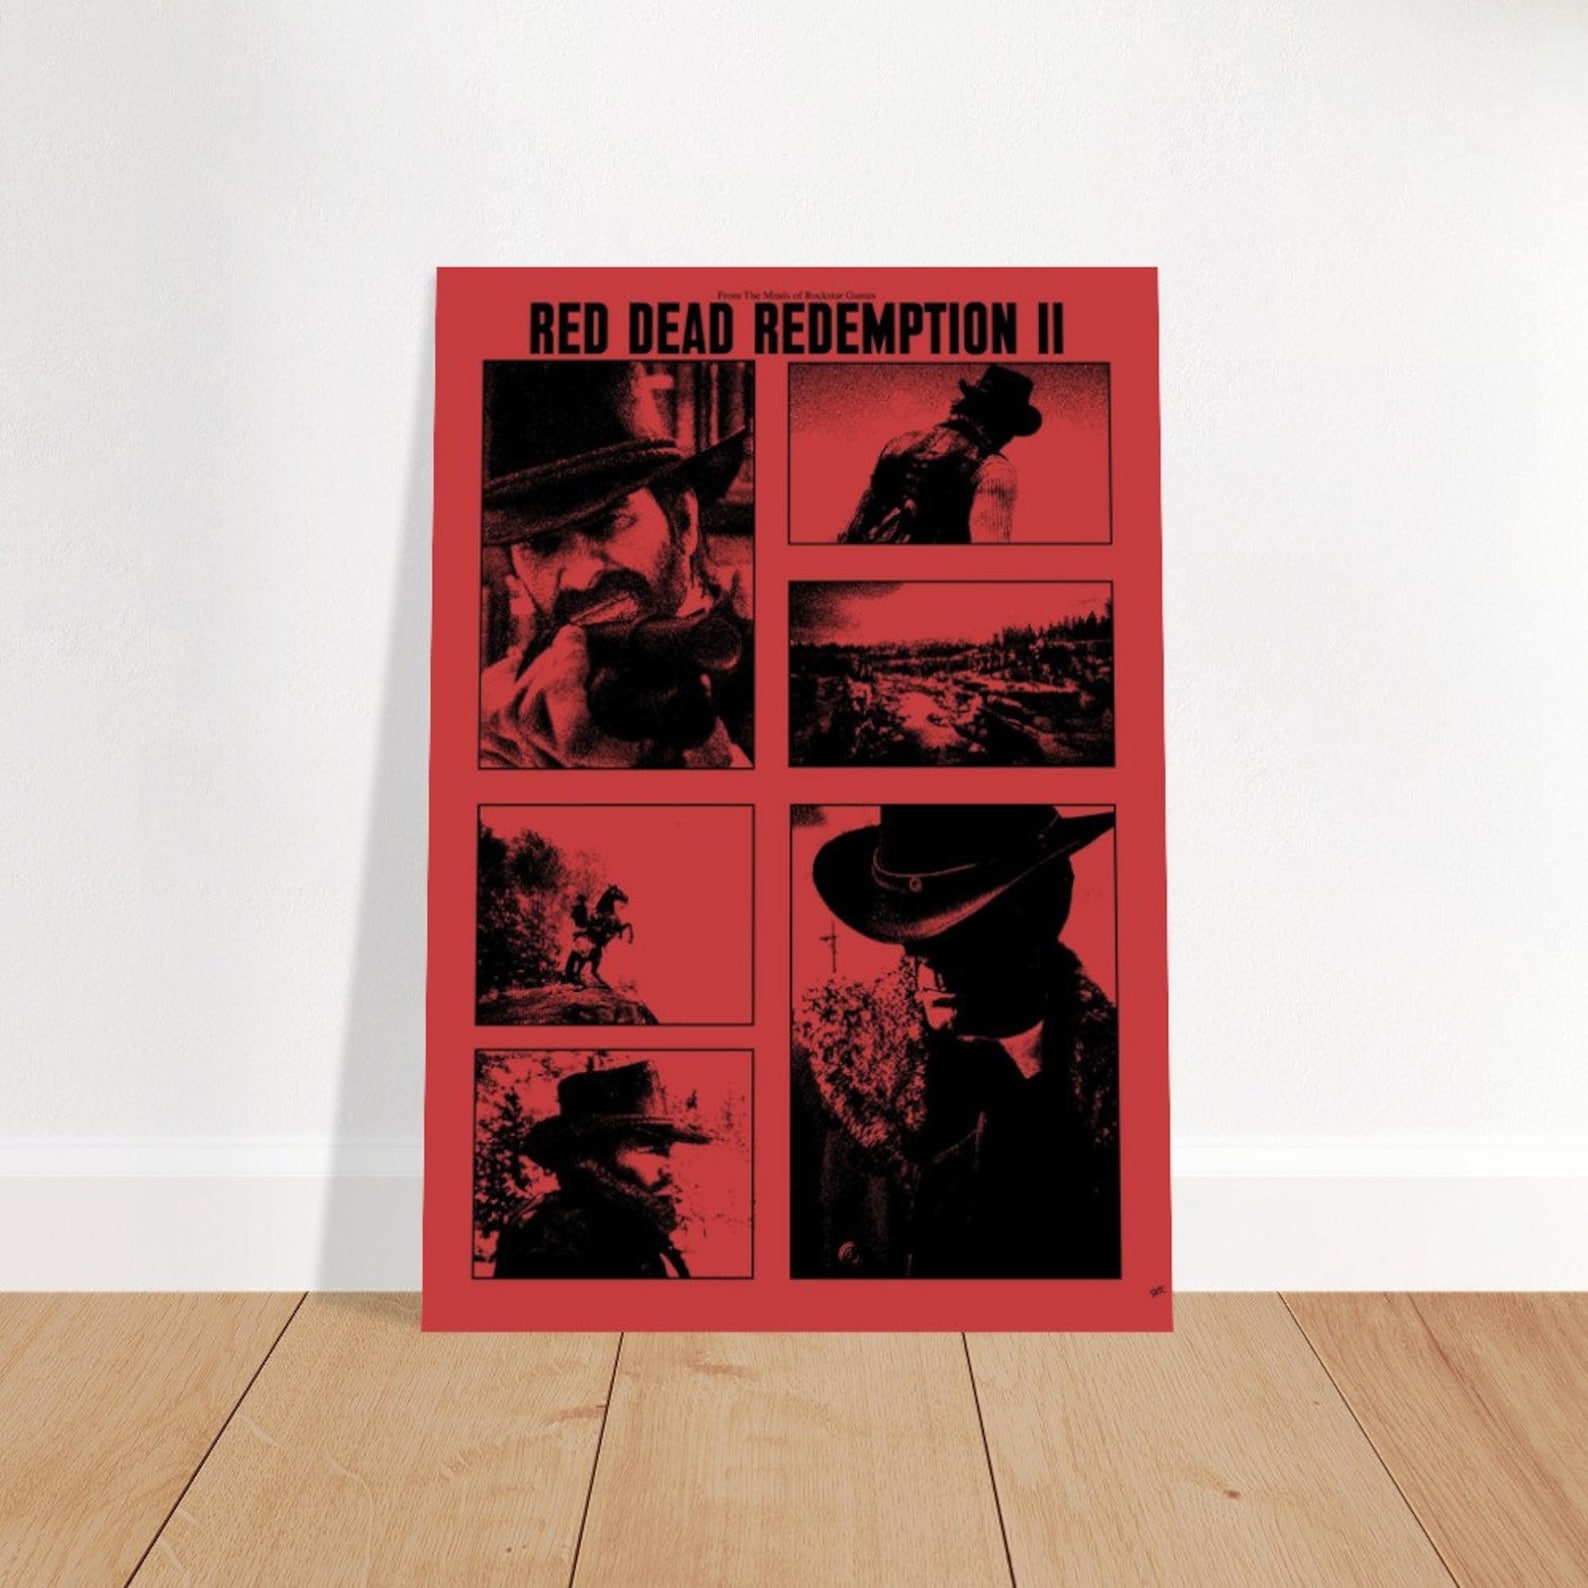 From The Minds of Rockstar Games
RED DEAD REDEMPTION II